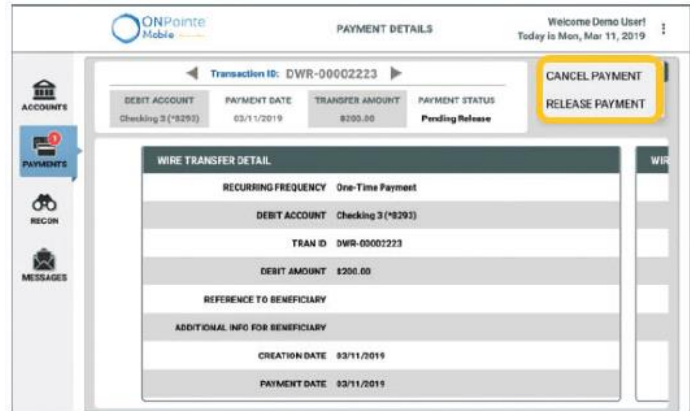 ONPointe
Mobile
PAYMENT DETAILS
Welcome Demo User!
Today is Mon, Mar 11, 2019
ACCOUNTS
3
PAYMENTS
RECON
MESSAGES
Transaction ID: DWR-00002223
DEBIT ACCOUNT PAYMENT DATE TRANSFER AMOUNT PAYMENT STATUS
Checking 3 (*8293) 03/11/2019 $200.00 Pending Release
CANCEL PAYMENT
RELEASE PAYMENT
WIRE TRANSFER DETAIL
RECURRING FREQUENCY One-Time Payment
DEBIT ACCOUNT Checking 3 (*8293)
TRAN ID DWR-00002223
DEBIT AMOUNT $200.00
REFERENCE TO BENEFICIARY
ADDITIONAL INFO FOR BENEFICIARY
CREATION DATE 03/11/2019
PAYMENT DATE 03/11/2019
WIR